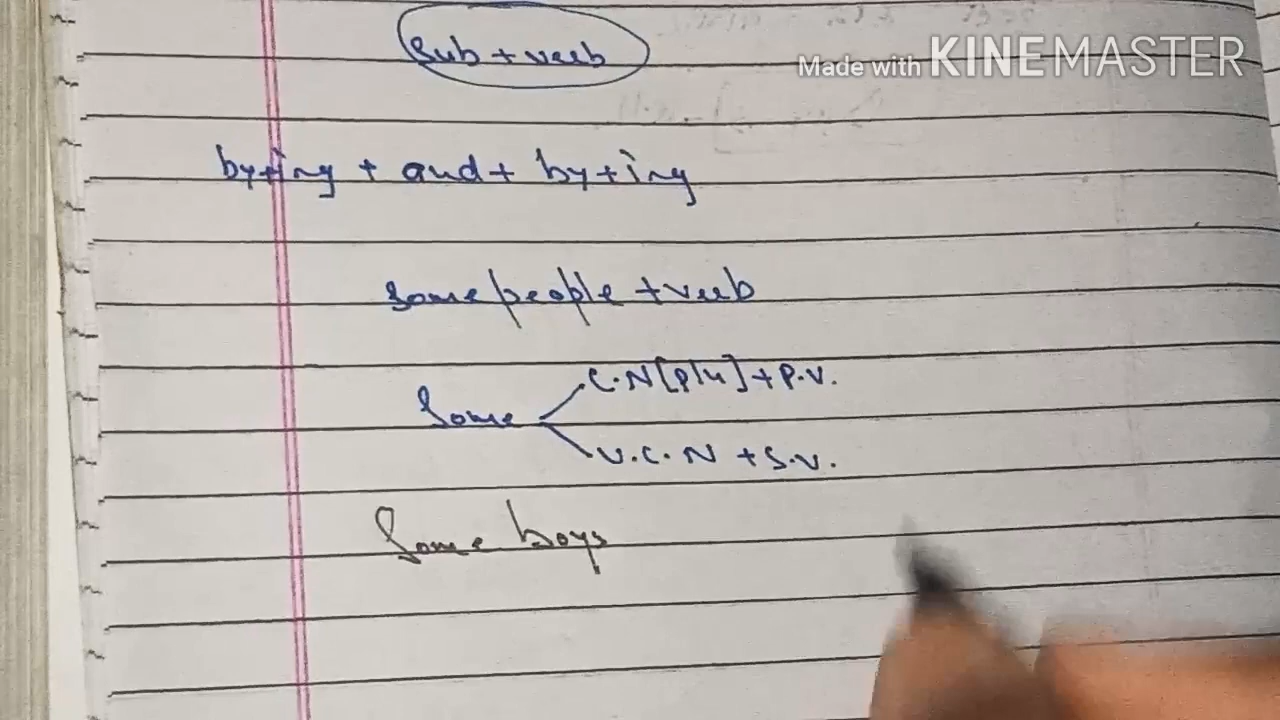 sub + verb
Made with KINEMASTER
by+ing + and + by+ing
some people + verb
C.N[plu] + P.V.
Some
U.C.N + S.V.
Some boys